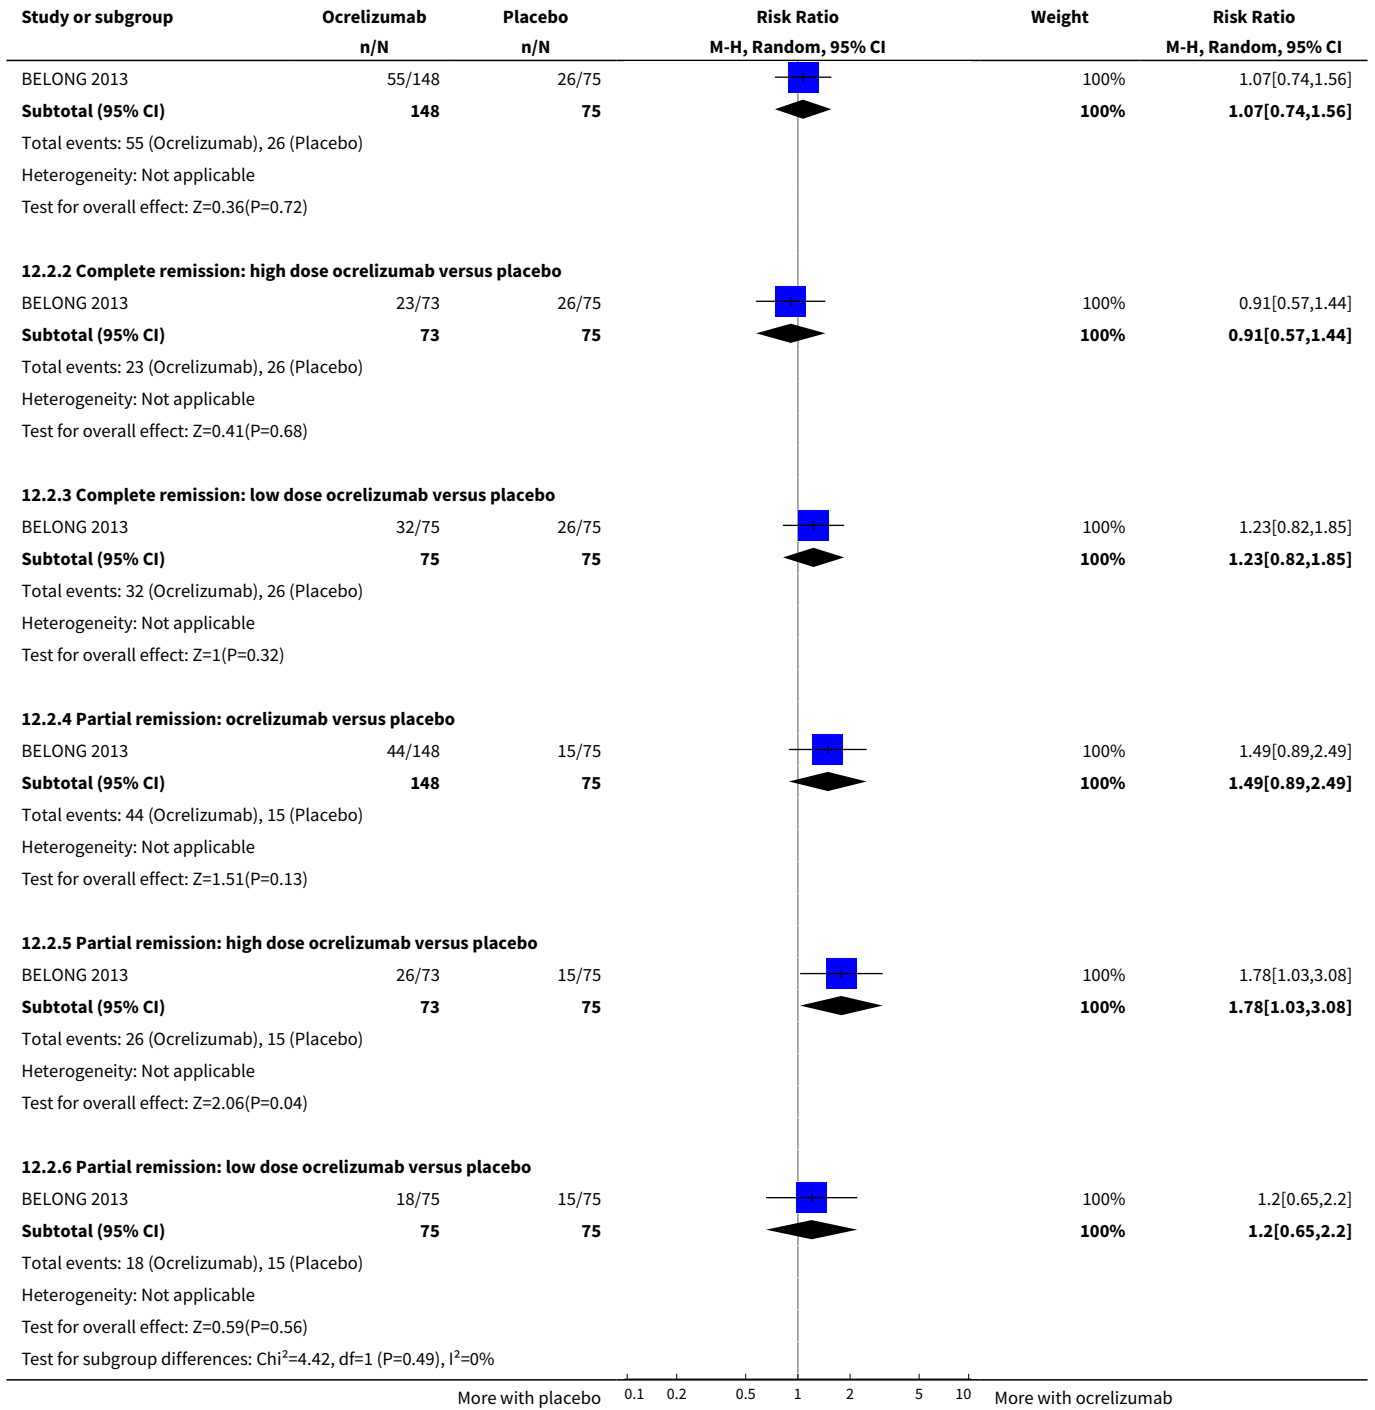 Study or subgroup Ocrelizumab Placebo Risk Ratio Weight Risk Ratio
n/N n/N M-H, Random, 95% CI M-H, Random, 95% CI
BELONG 2013 55/148 26/75 100% 1.07[0.74,1.56]
Subtotal (95% CI) 148 75 100% 1.07[0.74,1.56]
Total events: 55 (Ocrelizumab), 26 (Placebo)
Heterogeneity: Not applicable
Test for overall effect: Z=0.36(P=0.72)
12.2.2 Complete remission: high dose ocrelizumab versus placebo
BELONG 2013 23/73 26/75 100% 0.91[0.57,1.44]
Subtotal (95% CI) 73 75 100% 0.91[0.57,1.44]
Total events: 23 (Ocrelizumab), 26 (Placebo)
Heterogeneity: Not applicable
Test for overall effect: Z=0.41(P=0.68)
12.2.3 Complete remission: low dose ocrelizumab versus placebo
BELONG 2013 32/75 26/75 100% 1.23[0.82,1.85]
Subtotal (95% CI) 75 75 100% 1.23[0.82,1.85]
Total events: 32 (Ocrelizumab), 26 (Placebo)
Heterogeneity: Not applicable
Test for overall effect: Z=1(P=0.32)
12.2.4 Partial remission: ocrelizumab versus placebo
BELONG 2013 44/148 15/75 100% 1.49[0.89,2.49]
Subtotal (95% CI) 148 75 100% 1.49[0.89,2.49]
Total events: 44 (Ocrelizumab), 15 (Placebo)
Heterogeneity: Not applicable
Test for overall effect: Z=1.51(P=0.13)
12.2.5 Partial remission: high dose ocrelizumab versus placebo
BELONG 2013 26/73 15/75 100% 1.78[1.03,3.08]
Subtotal (95% CI) 73 75 100% 1.78[1.03,3.08]
Total events: 26 (Ocrelizumab), 15 (Placebo)
Heterogeneity: Not applicable
Test for overall effect: Z=2.06(P=0.04)
12.2.6 Partial remission: low dose ocrelizumab versus placebo
BELONG 2013 18/75 15/75 100% 1.2[0.65,2.2]
Subtotal (95% CI) 75 75 100% 1.2[0.65,2.2]
Total events: 18 (Ocrelizumab), 15 (Placebo)
Heterogeneity: Not applicable
Test for overall effect: Z=0.59(P=0.56)
Test for subgroup differences: Chi²=4.42, df=1 (P=0.49), I²=0%
More with placebo 0.1 0.2 0.5 1 2 5 10 More with ocrelizumab